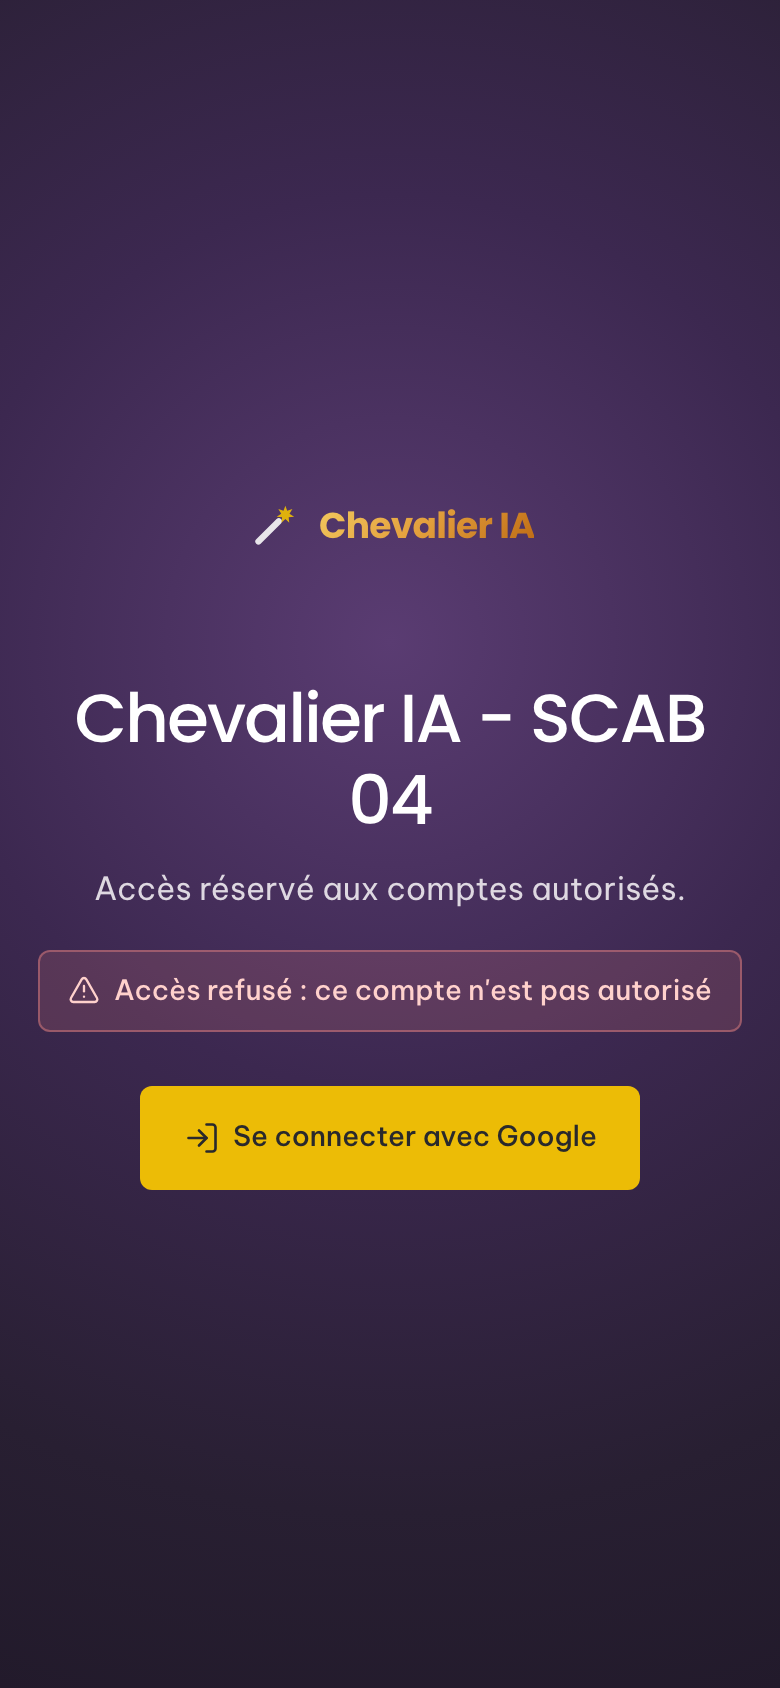 Chevalier IA
Chevalier IA - SCAB
04
Accès réservé aux comptes autorisés.
Accès refusé : ce compte n'est pas autorisé
Se connecter avec Google